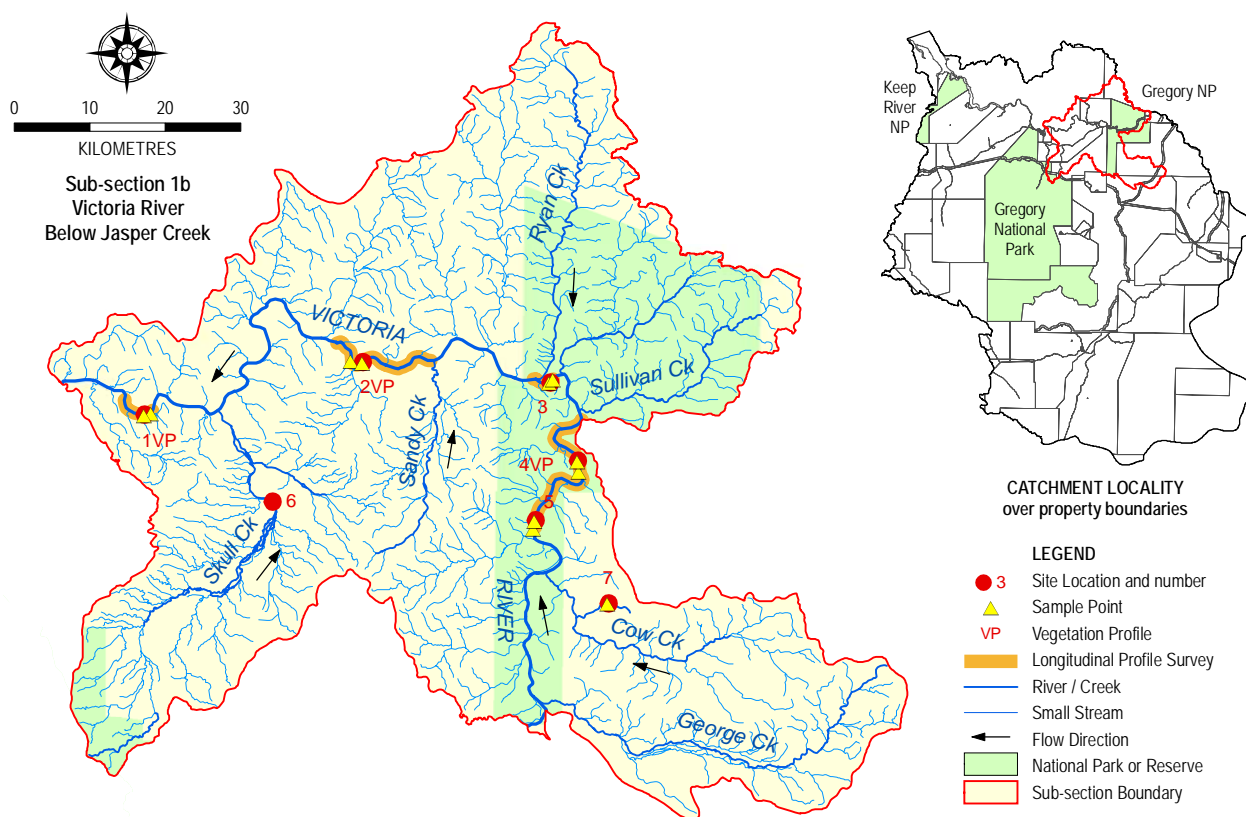 0 10 20 30
KILOMETRES
Sub-section 1b
Victoria River
Below Jasper Creek
Ryan Ck
VICTORIA
Sullivan Ck
3
2VP
1VP
Sandy Ck
4VP
6
5
Skull Ck
7
RIVER
Cow Ck
George Ck
Keep
River
NP
Gregory NP
Gregory
National
Park
CATCHMENT LOCALITY
over property boundaries
LEGEND
3 Site Location and number
Sample Point
VP Vegetation Profile
Longitudinal Profile Survey
River / Creek
Small Stream
Flow Direction
National Park or Reserve
Sub-section Boundary